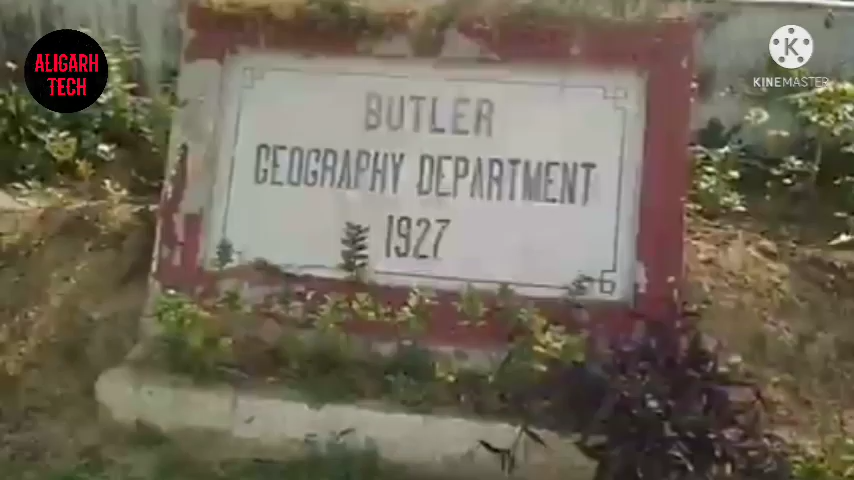 ALIGARH
TECH
KINEMASTER
BUTLER
GEOGRAPHY DEPARTMENT
1927